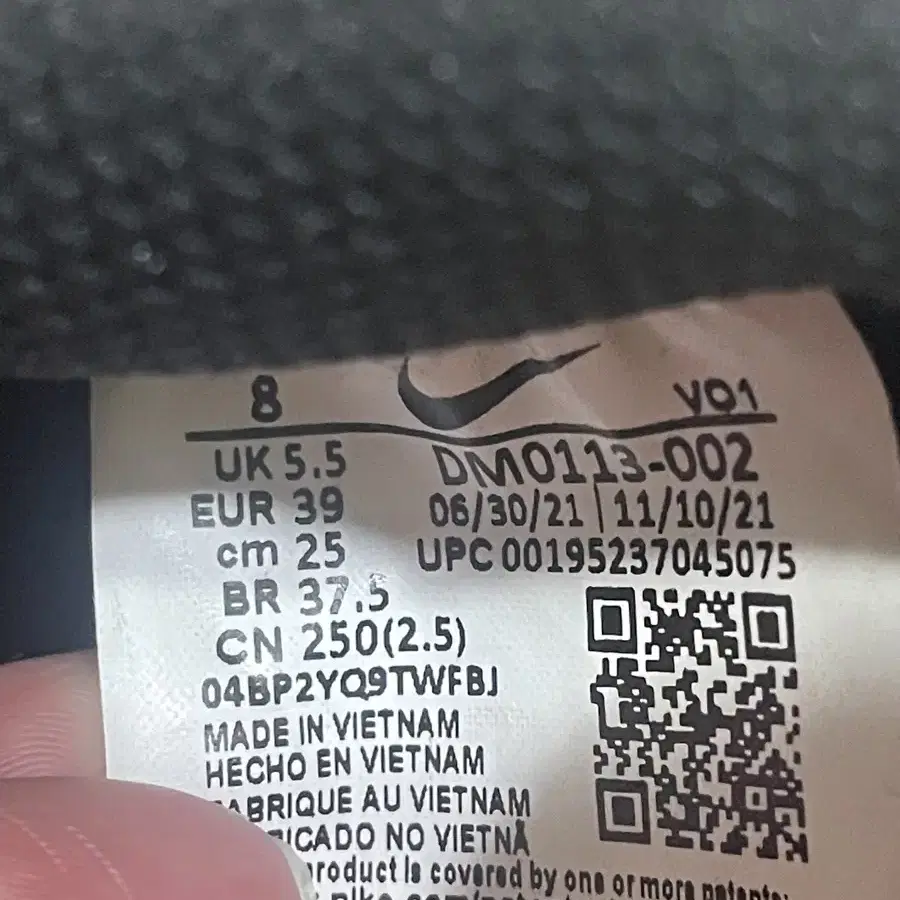 8 VQ1
UK 5.5 DM0113-002
EUR 39 06/30/21 | 11/10/21
cm 25 UPC 00195237045075
BR 37.5
CN 250(2.5)
04BP2YQ9TWFBJ
MADE IN VIETNAM
HECHO EN VIETNAM
ABRIQUE AU VIETNAM
ICADO NO VIETNÃ
product is covered by one or more patents